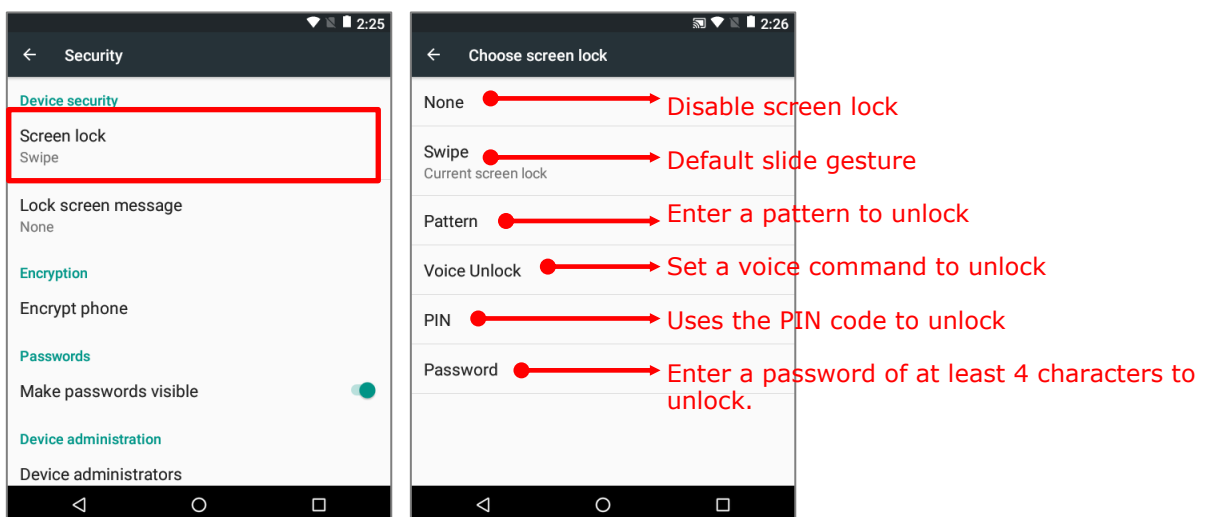 2:25
Security
Device security
Screen lock
Swipe
Lock screen message
None
Encryption
Encrypt phone
Passwords
Make passwords visible
Device administration
Device administrators
2:26
Choose screen lock
None
Disable screen lock
Swipe
Current screen lock
Default slide gesture
Pattern
Enter a pattern to unlock
Voice Unlock
Set a voice command to unlock
PIN
Uses the PIN code to unlock
Password
Enter a password of at least 4 characters to
unlock.